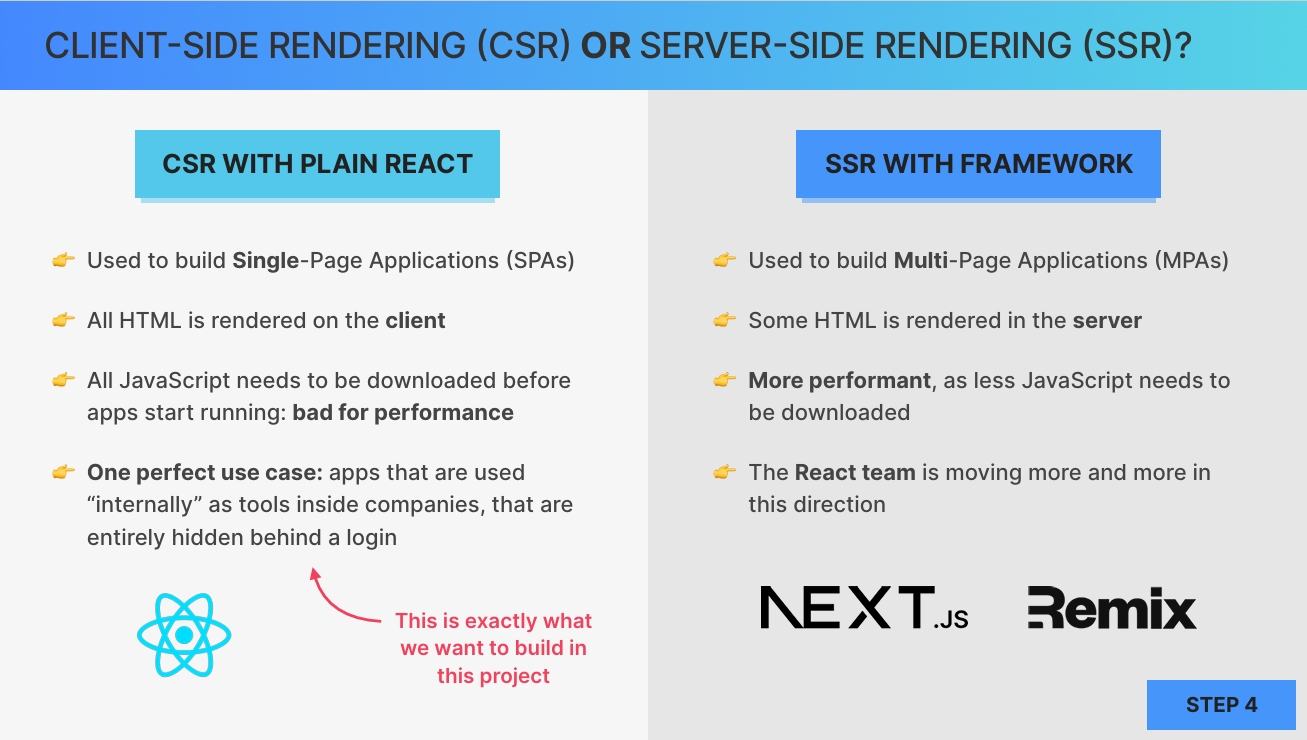 CLIENT-SIDE RENDERING (CSR) OR SERVER-SIDE RENDERING (SSR)?
CSR WITH PLAIN REACT
Used to build Single-Page Applications (SPAs)
All HTML is rendered on the client
All JavaScript needs to be downloaded before
apps start running: bad for performance
One perfect use case: apps that are used
“internally” as tools inside companies, that are
entirely hidden behind a login
This is exactly what
we want to build in
this project
SSR WITH FRAMEWORK
Used to build Multi-Page Applications (MPAs)
Some HTML is rendered in the server
More performant, as less JavaScript needs to
be downloaded
The React team is moving more and more in
this direction
NEXT.JS
Remix
STEP 4